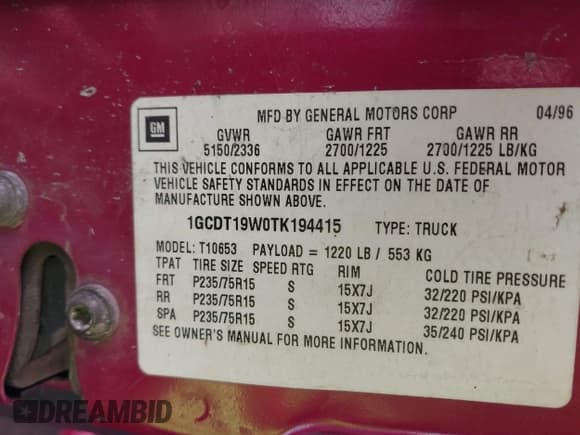 GM
MFD BY GENERAL MOTORS CORP 04/96
GVWR GAWR FRT GAWR RR
5150/2336 2700/1225 2700/1225 LB/KG
THIS VEHICLE CONFORMS TO ALL APPLICABLE U.S. FEDERAL MOTOR
VEHICLE SAFETY STANDARDS IN EFFECT ON THE DATE OF
MANUFACTURE SHOWN ABOVE.
1GCDT19W0TK194415 TYPE: TRUCK
MODEL: T10653 PAYLOAD = 1220 LB / 553 KG
TPAT TIRE SIZE SPEED RTG RIM COLD TIRE PRESSURE
FRT P235/75R15 S 15X7J 32/220 PSI/KPA
RR P235/75R15 S 15X7J 32/220 PSI/KPA
SPA P235/75R15 S 15X7J 35/240 PSI/KPA
SEE OWNER'S MANUAL FOR MORE INFORMATION.
DREAMBID